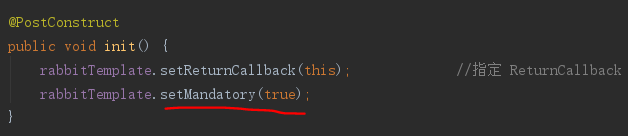 @PostConstruct
public void init() {
rabbitTemplate.setReturnCallback(this); //指定 ReturnCallback
rabbitTemplate.setMandatory(true);
}